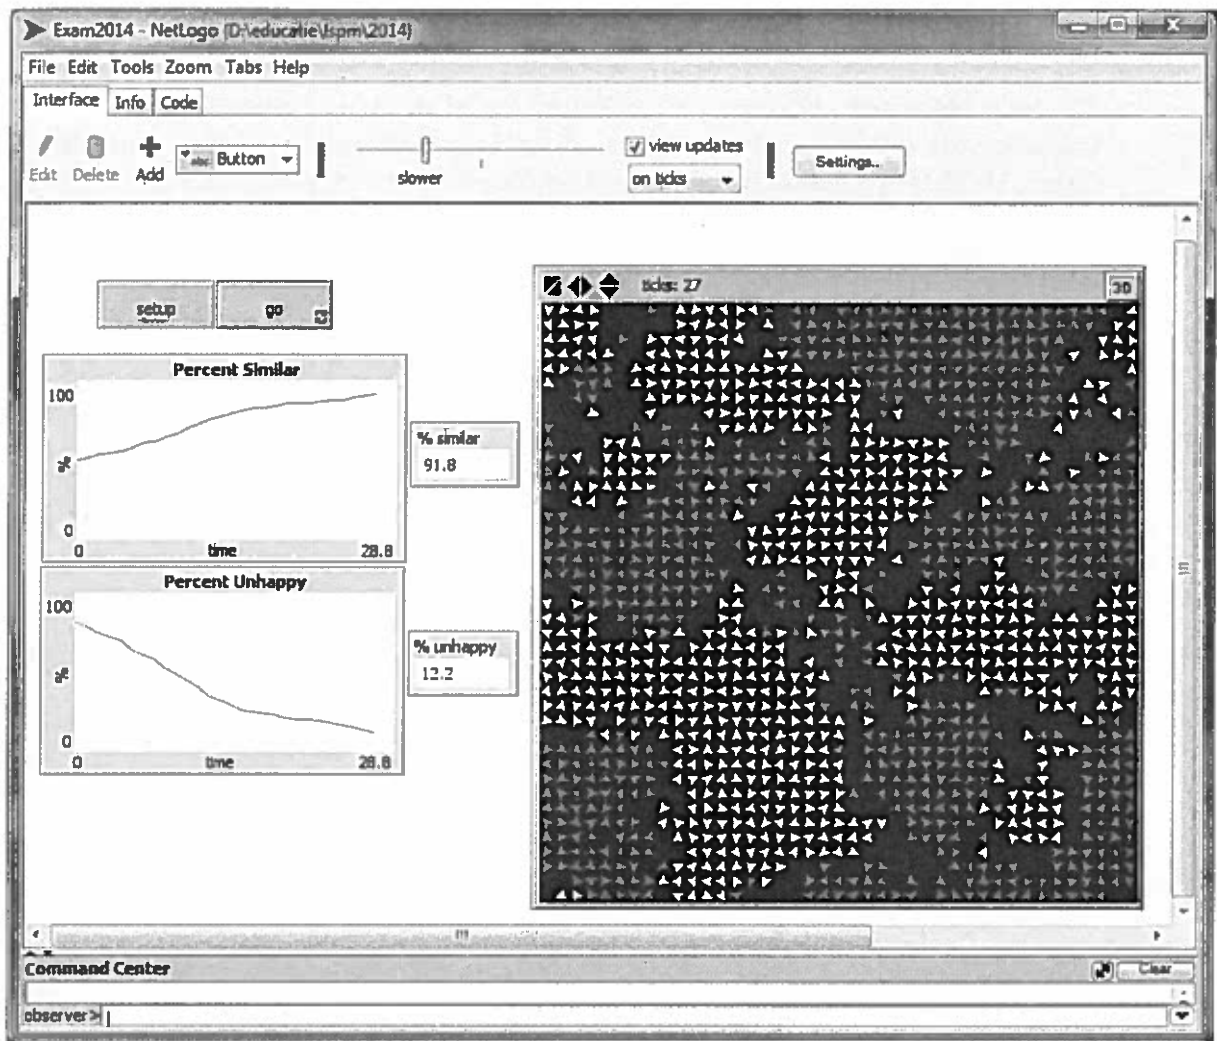 Exam2014 - NetLogo {D:\educatie\Ispm\2014}
File Edit Tools Zoom Tabs Help
Interface Info Code
Edit Delete Add abc Button slower view updates on ticks Settings...
setup go
ticks: 27 3D
Percent Similar
100
%
0
0 time 28.8
% similar
91.8
Percent Unhappy
100
%
0
0 time 28.8
% unhappy
12.2
Command Center Clear
observer>